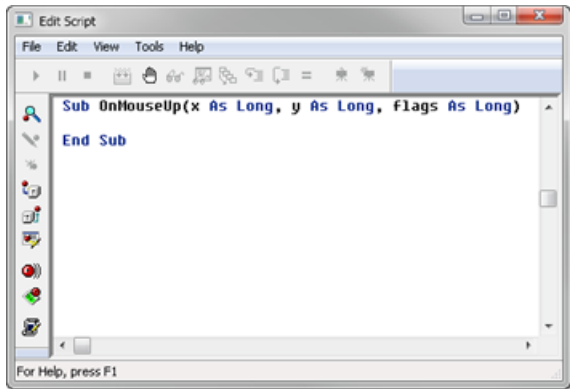 Edit Script
File Edit View Tools Help
Sub OnMouseUp(x As Long, y As Long, flags As Long)
End Sub
For Help, press F1